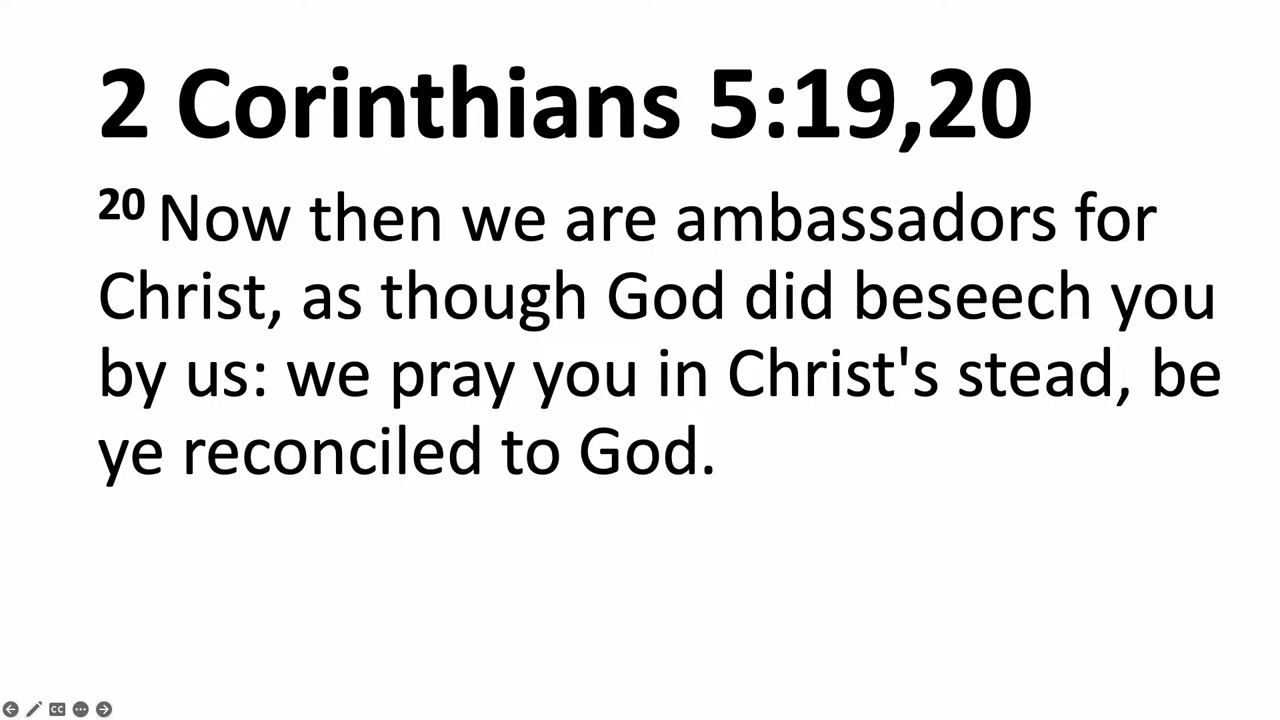 2 Corinthians 5:19,20
20 Now then we are ambassadors for
Christ, as though God did beseech you
by us: we pray you in Christ's stead, be
ye reconciled to God.
CC